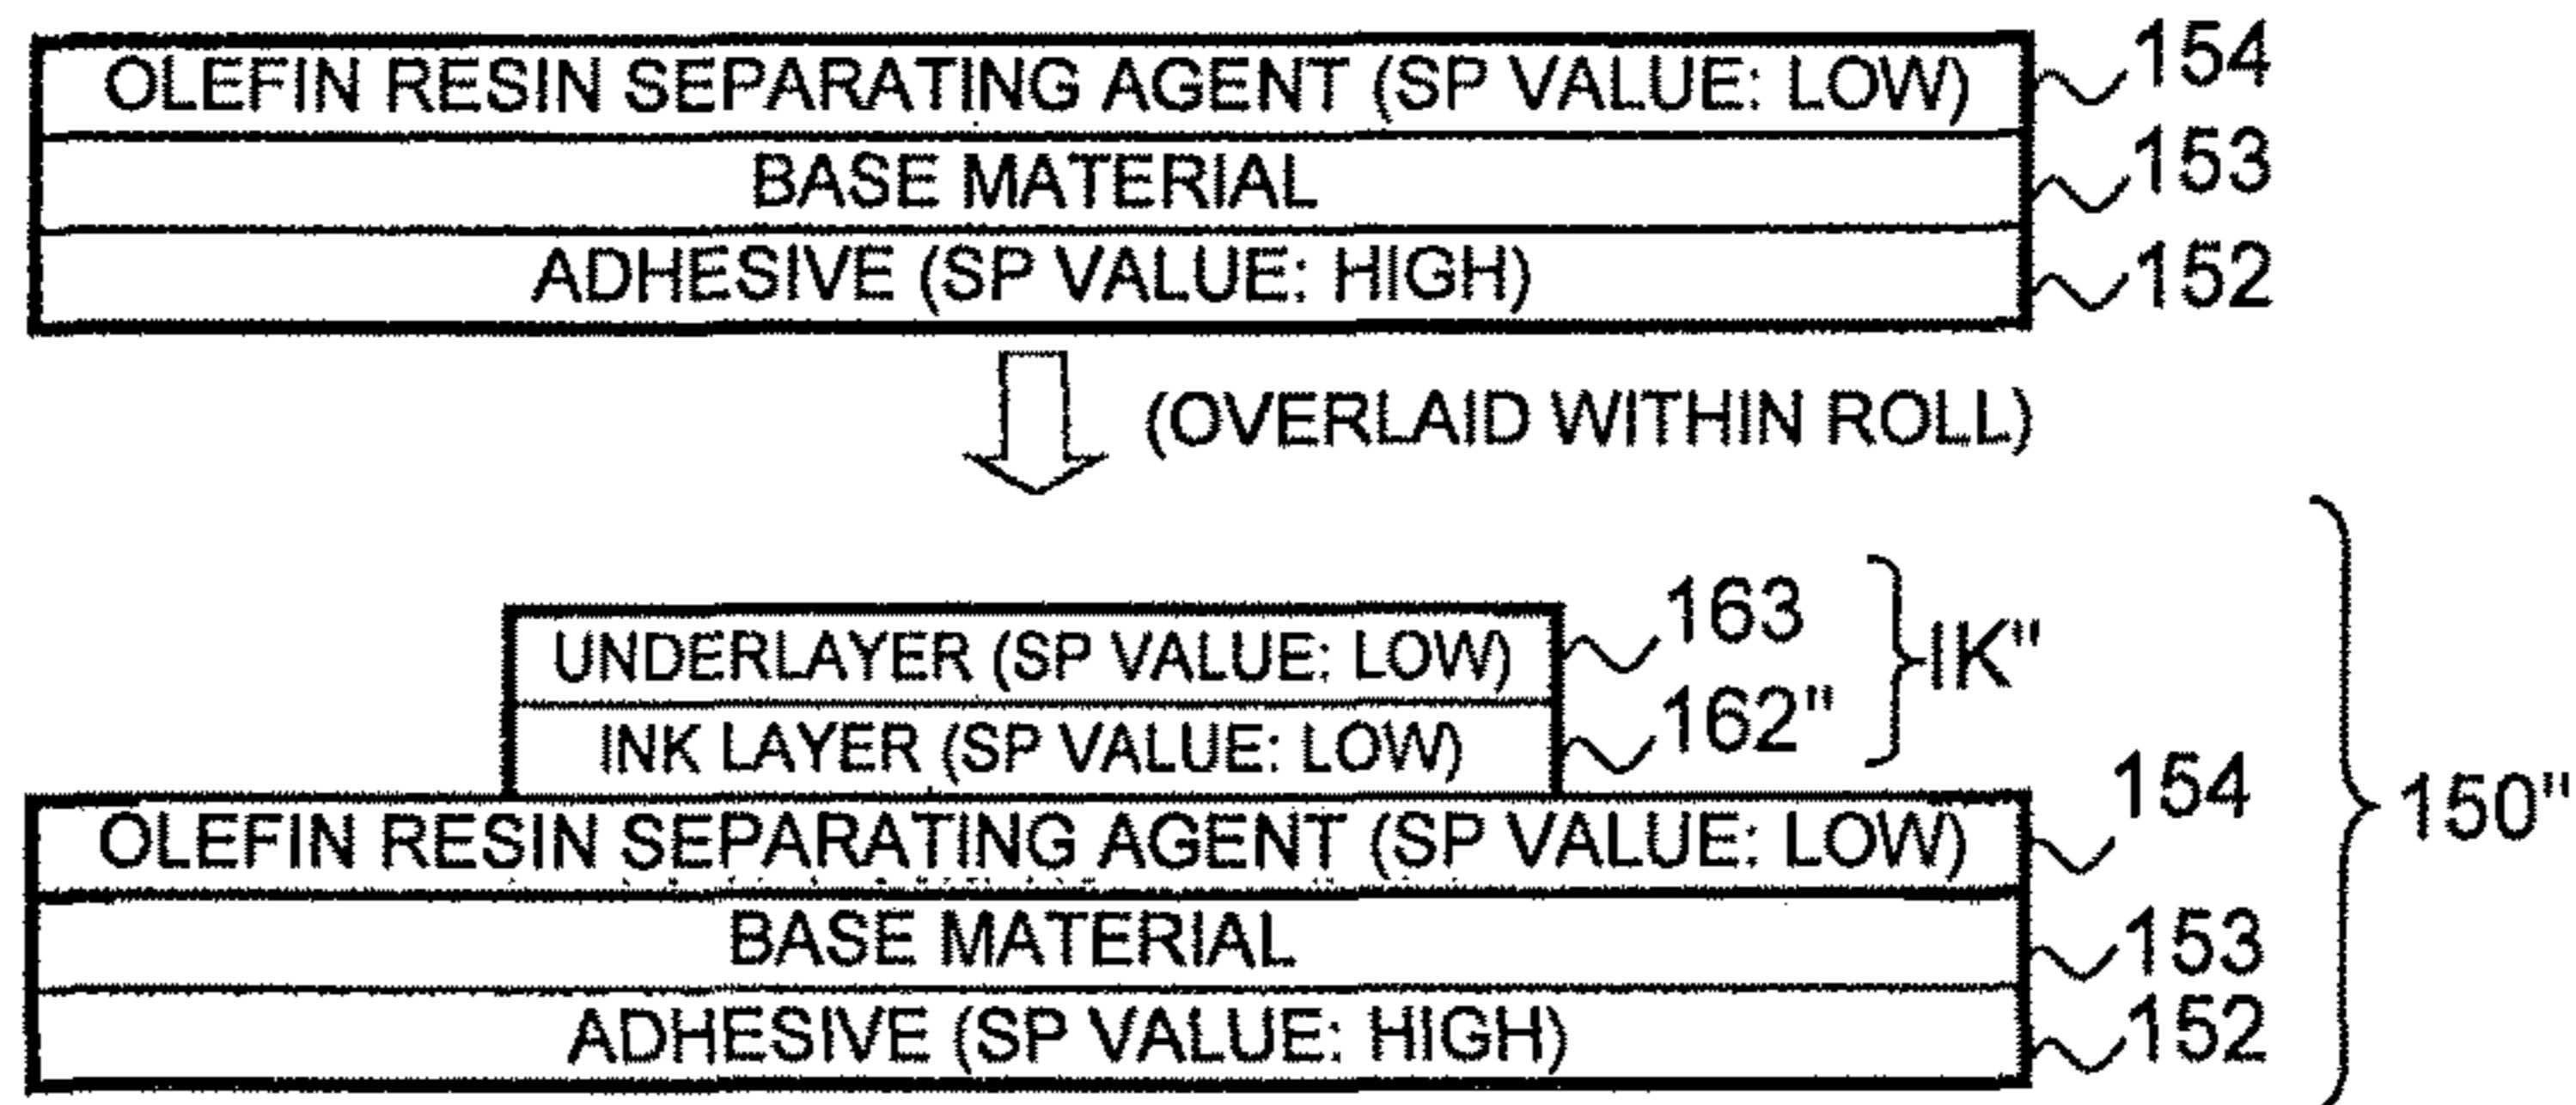 OLEFIN RESIN SEPARATING AGENT (SP VALUE: LOW) 154
BASE MATERIAL 153
ADHESIVE (SP VALUE: HIGH) 152
(OVERLAID WITHIN ROLL)
UNDERLAYER (SP VALUE: LOW) 163
INK LAYER (SP VALUE: LOW) 162"
IK"
OLEFIN RESIN SEPARATING AGENT (SP VALUE: LOW) 154
150"
BASE MATERIAL 153
ADHESIVE (SP VALUE: HIGH) 152